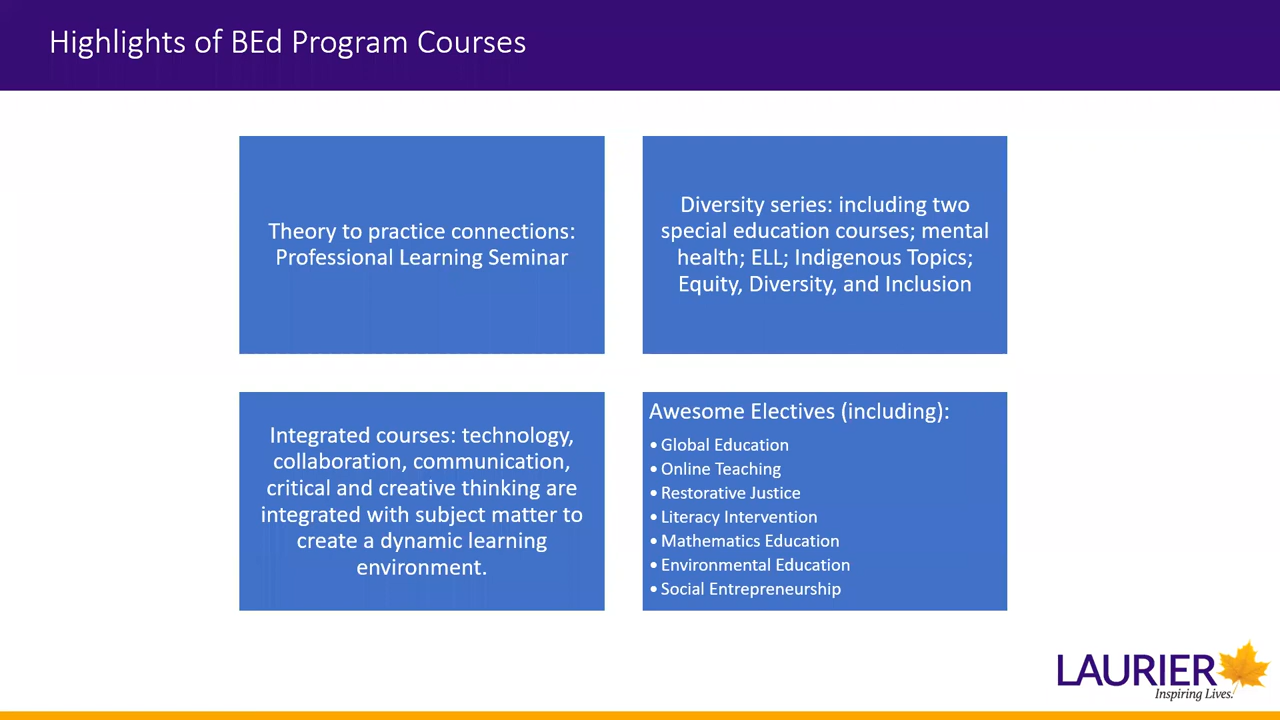 Highlights of BEd Program Courses
Theory to practice connections:
Professional Learning Seminar
Diversity series: including two
special education courses; mental
health; ELL; Indigenous Topics;
Equity, Diversity, and Inclusion
Integrated courses: technology,
collaboration, communication,
critical and creative thinking are
integrated with subject matter to
create a dynamic learning
environment.
Awesome Electives (including):
• Global Education
• Online Teaching
• Restorative Justice
• Literacy Intervention
• Mathematics Education
• Environmental Education
• Social Entrepreneurship
LAURIER
Inspiring Lives.